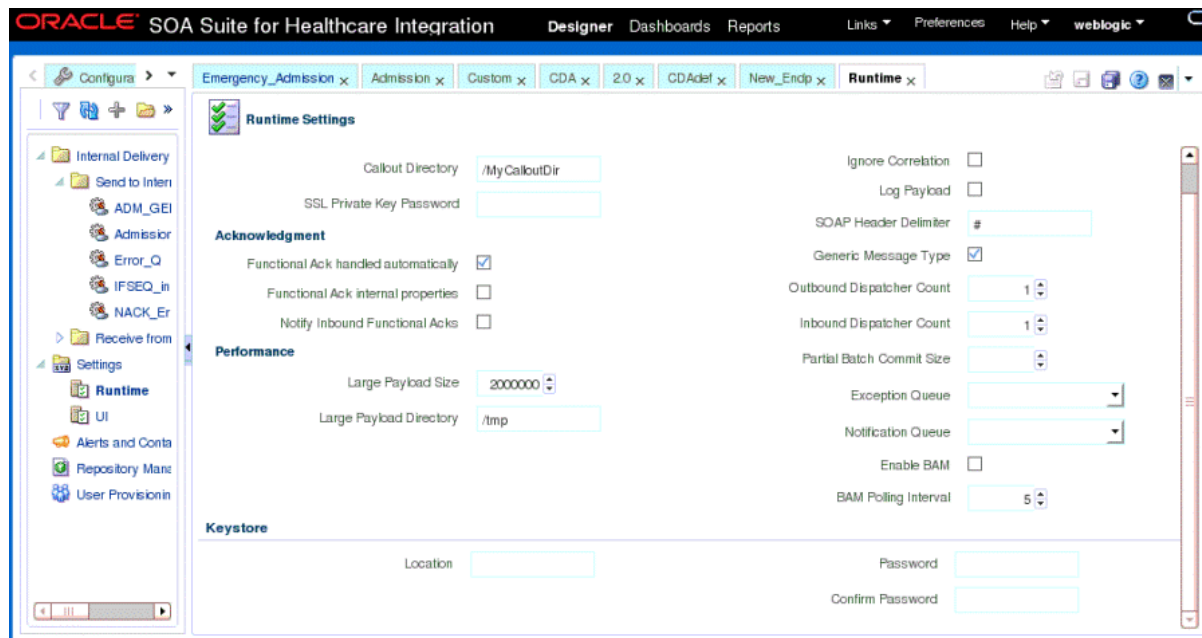 ORACLE SOA Suite for Healthcare Integration Designer Dashboards Reports Links Preferences Help weblogic
Configura Emergency_Admission x Admission x Custom x CDA x 2.0 x CDAdef x New_Endp x Runtime x
Runtime Settings
Internal Delivery
Send to Intern
ADM_GEI
Admission
Error_Q
IFSEQ_in
NACK_Er
Receive from
Settings
Runtime
UI
Alerts and Conta
Repository Mana
User Provisionin
Callout Directory /MyCalloutDir
SSL Private Key Password
Acknowledgment
Functional Ack handled automatically
Functional Ack internal properties
Notify Inbound Functional Acks
Performance
Large Payload Size 2000000
Large Payload Directory /tmp
Ignore Correlation
Log Payload
SOAP Header Delimiter #
Generic Message Type
Outbound Dispatcher Count 1
Inbound Dispatcher Count 1
Partial Batch Commit Size
Exception Queue
Notification Queue
Enable BAM
BAM Polling Interval 5
Keystore
Location
Password
Confirm Password